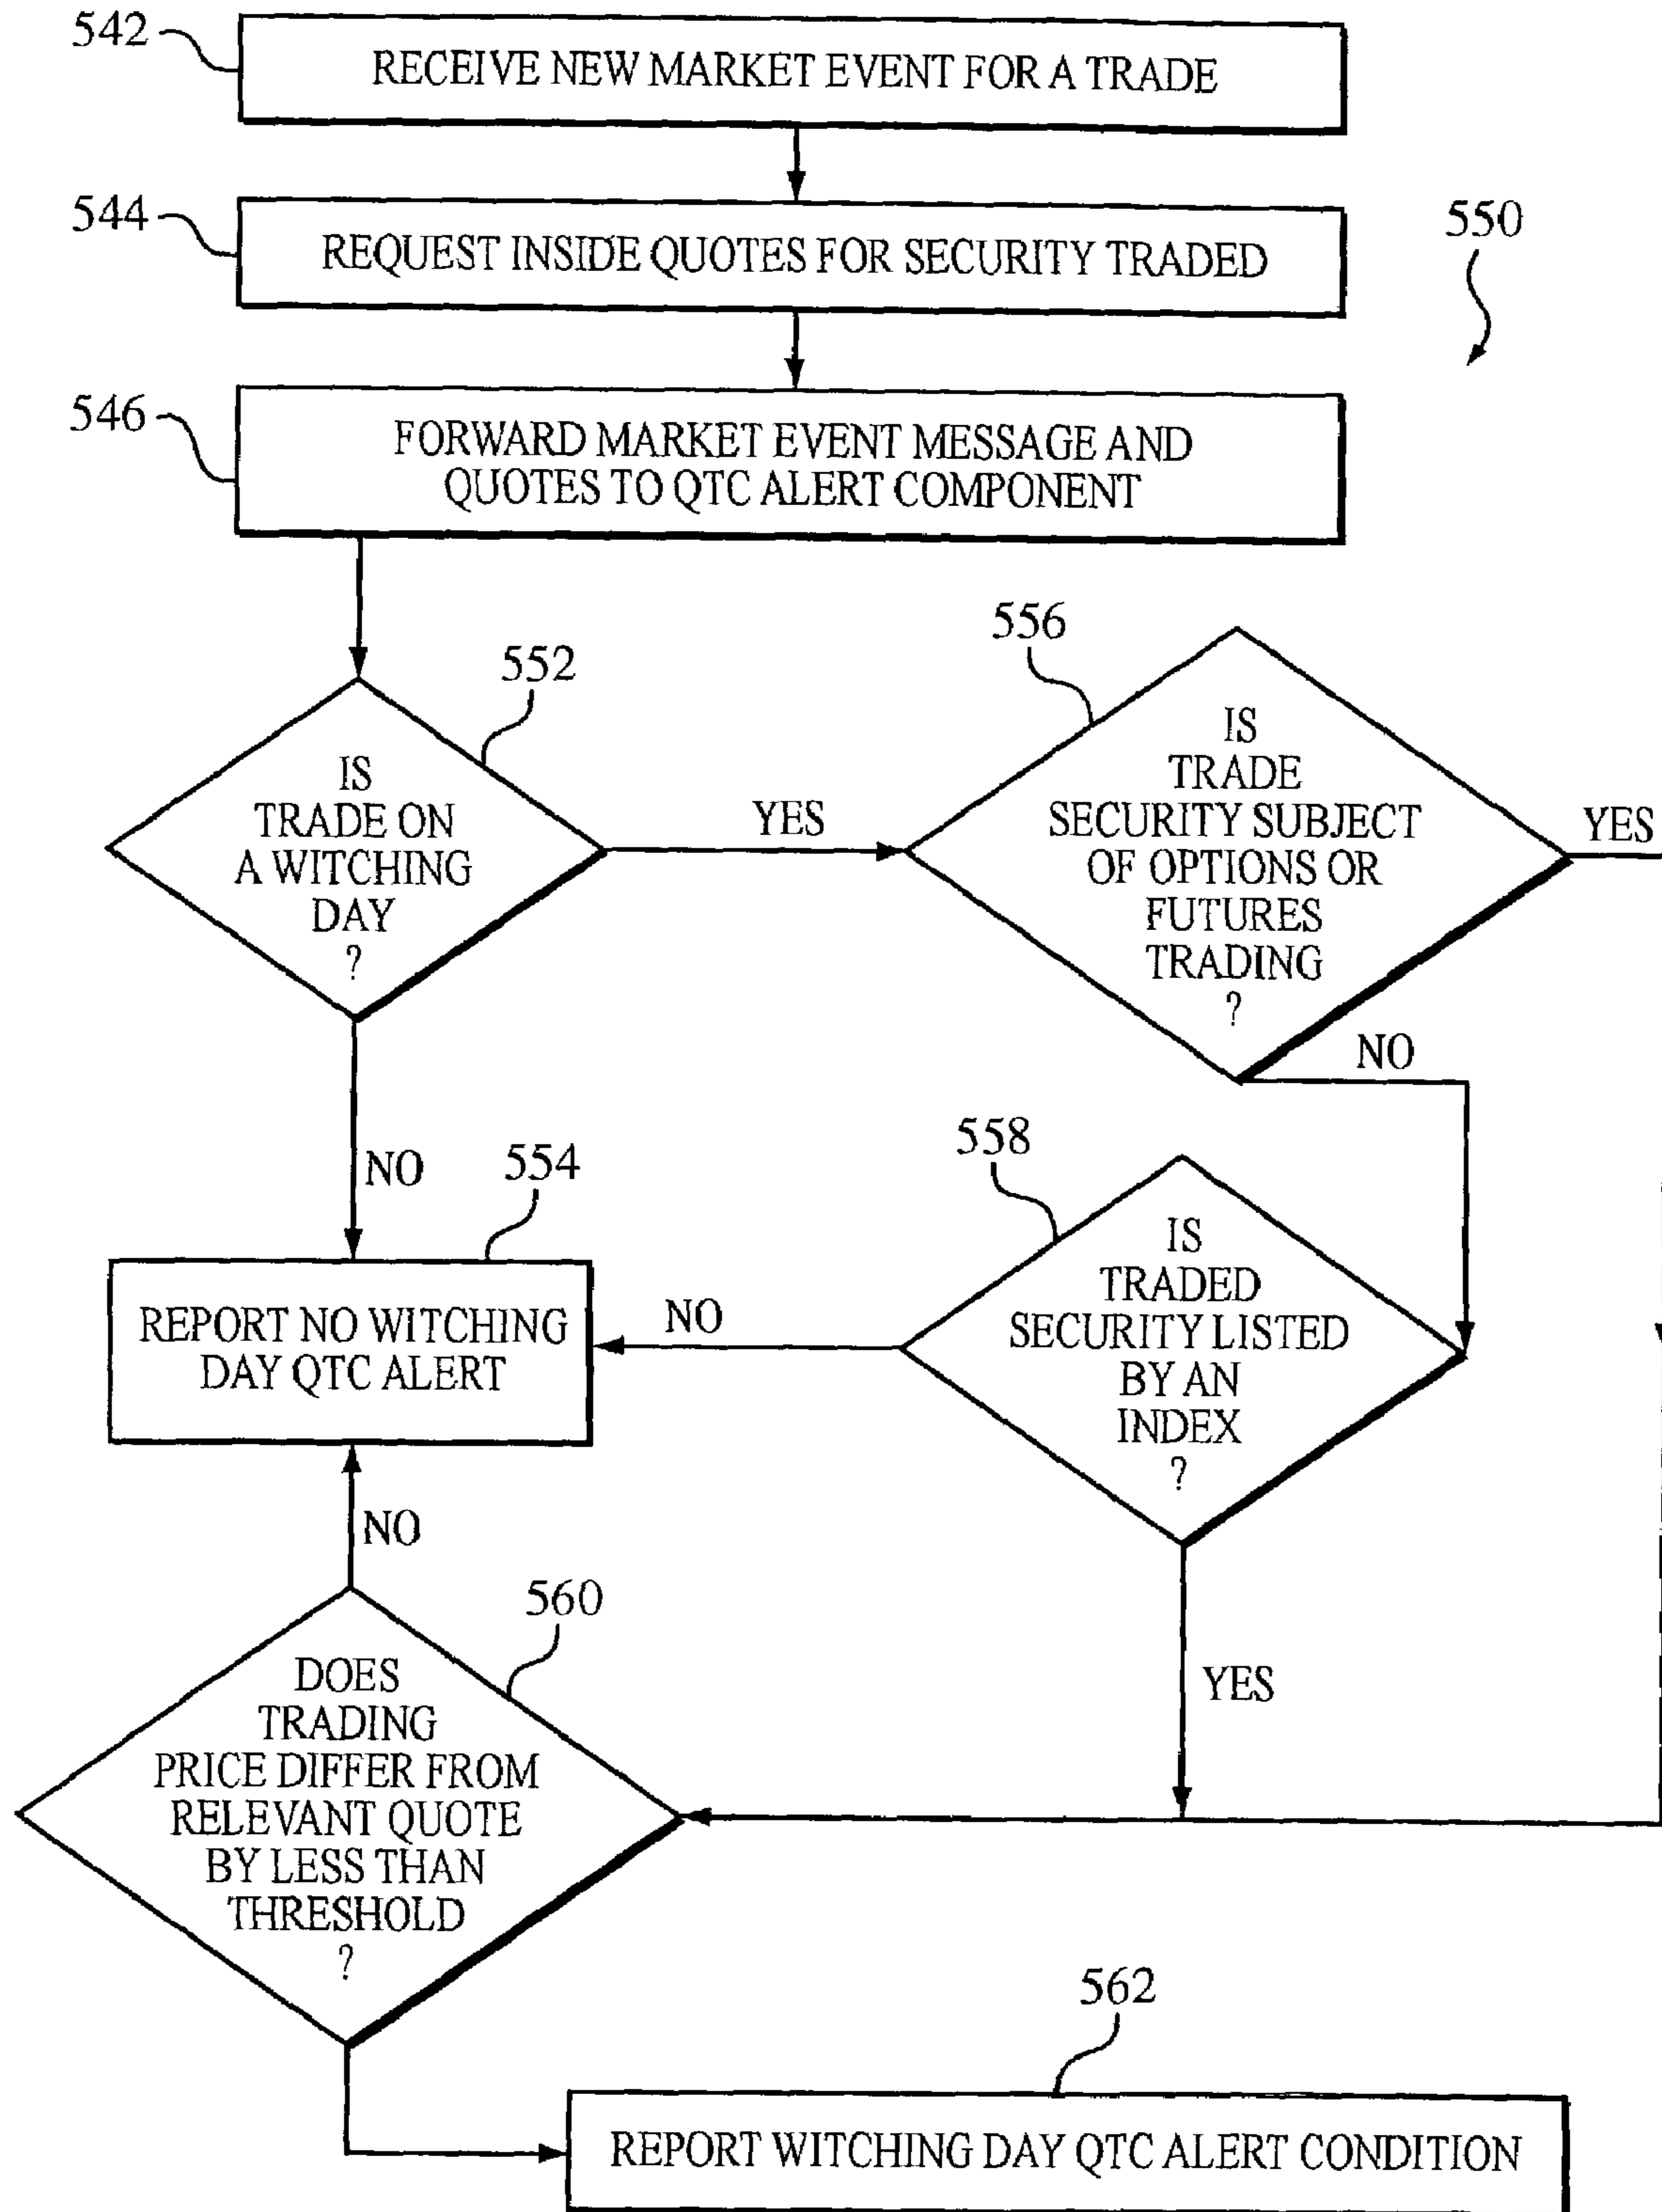 542
RECEIVE NEW MARKET EVENT FOR A TRADE
544
REQUEST INSIDE QUOTES FOR SECURITY TRADED
550
546
FORWARD MARKET EVENT MESSAGE AND
QUOTES TO QTC ALERT COMPONENT
552
IS
TRADE ON
A WITCHING
DAY
?
YES
556
IS
TRADE
SECURITY SUBJECT
OF OPTIONS OR
FUTURES
TRADING
?
YES
NO
NO
554
REPORT NO WITCHING
DAY QTC ALERT
NO
558
IS
TRADED
SECURITY LISTED
BY AN
INDEX
?
YES
NO
560
DOES
TRADING
PRICE DIFFER FROM
RELEVANT QUOTE
BY LESS THAN
THRESHOLD
?
562
REPORT WITCHING DAY QTC ALERT CONDITION